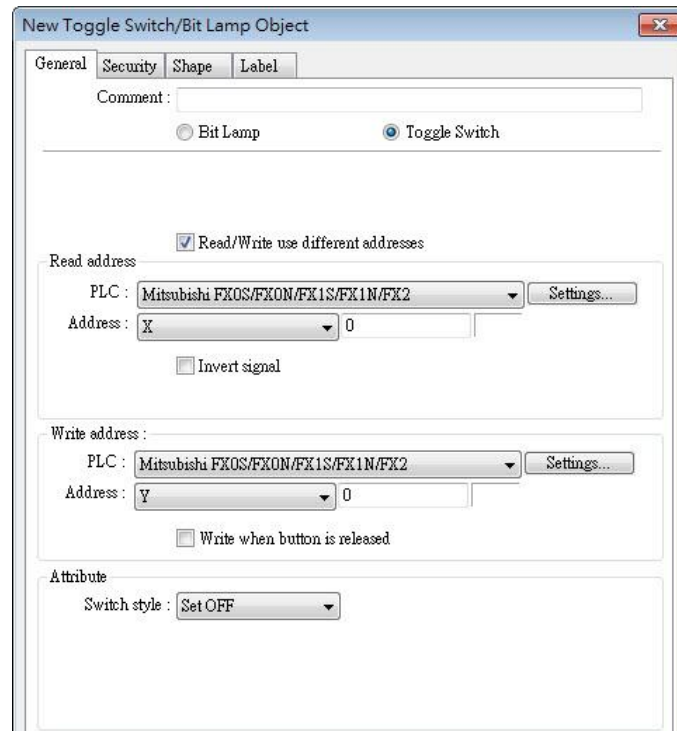 New Toggle Switch/Bit Lamp Object
General Security Shape Label
Comment :
Bit Lamp Toggle Switch
Read/Write use different addresses
Read address
PLC : Mitsubishi FX0S/FX0N/FX1S/FX1N/FX2 Settings...
Address : X 0
Invert signal
Write address :
PLC : Mitsubishi FX0S/FX0N/FX1S/FX1N/FX2 Settings...
Address : Y 0
Write when button is released
Attribute
Switch style : Set OFF